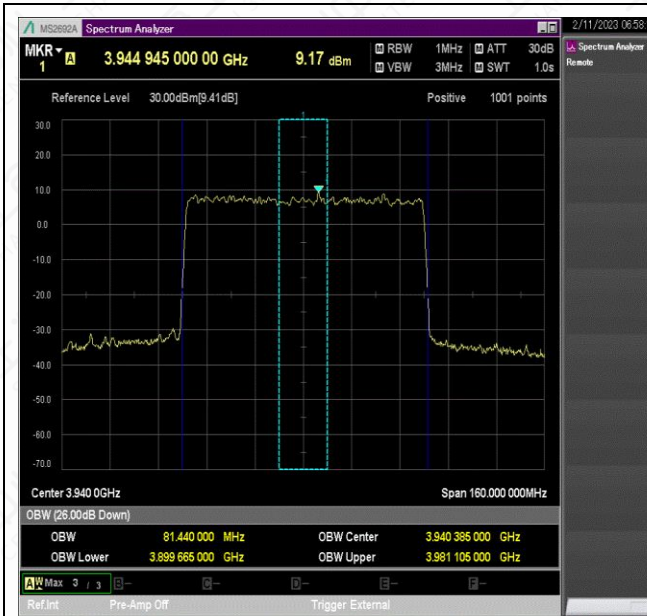 MS2692A Spectrum Analyzer
2/11/2023 06:58
MKR 1 A 3.944 945 000 00 GHz 9.17 dBm
M RBW 1MHz M ATT 30dB
M VBW 3MHz M SWT 1.0s
Spectrum Analyzer
Remote
Reference Level 30.00dBm[9.41dB] Positive 1001 points
30.0
20.0
10.0
0.0
-10.0
-20.0
-30.0
-40.0
-50.0
-60.0
-70.0
Center 3.940 0GHz Span 160.000 000MHz
OBW (26.00dB Down)
OBW 81.440 000 MHz OBW Center 3.940 385 000 GHz
OBW Lower 3.899 665 000 GHz OBW Upper 3.981 105 000 GHz
A W Max 3 / 3 B- C- D- E- F-
Ref.Int Pre-Amp Off Trigger External